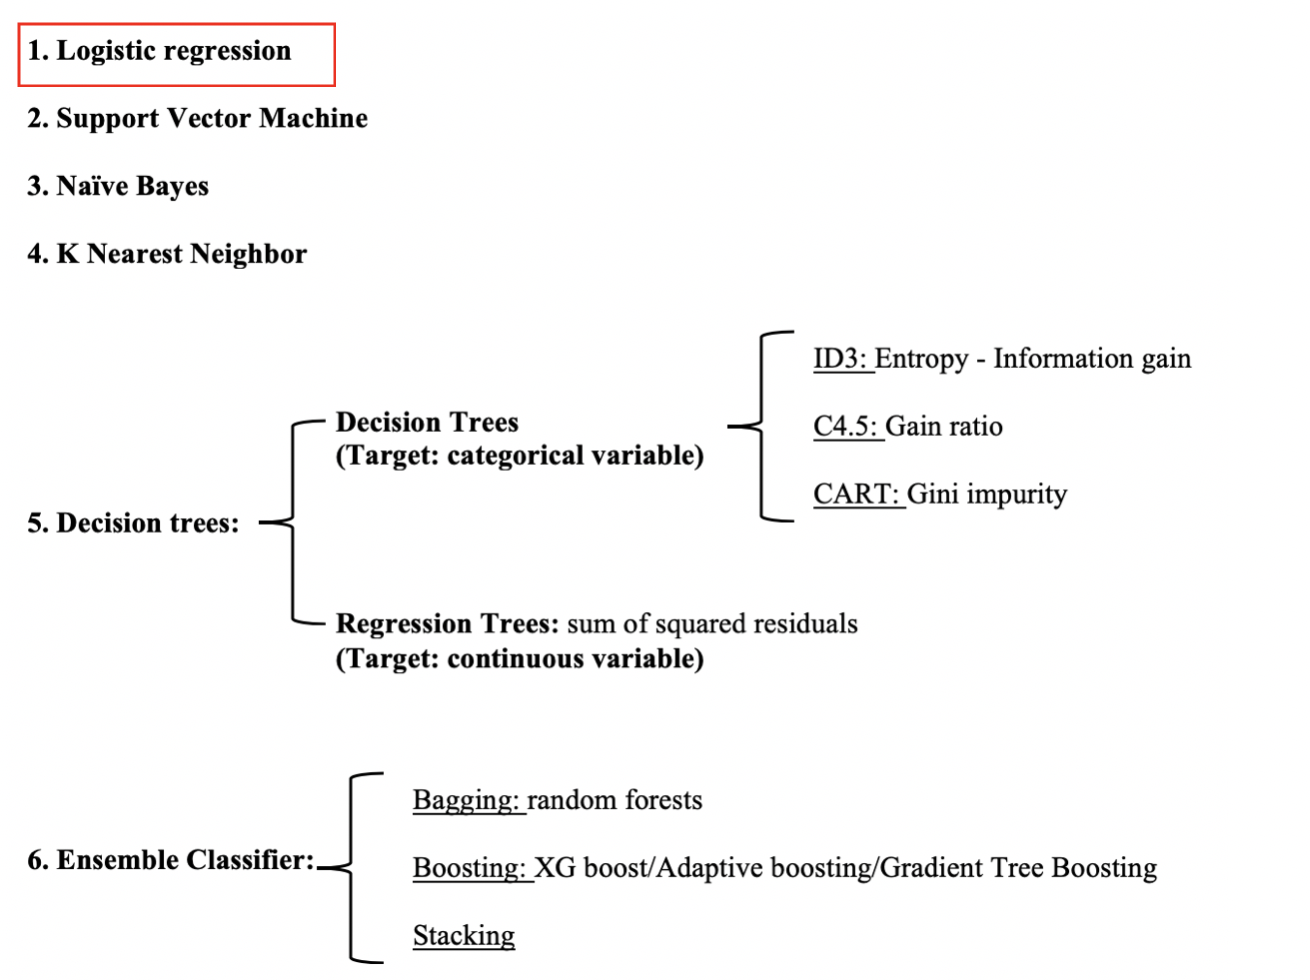 1. Logistic regression
2. Support Vector Machine
3. Naïve Bayes
4. K Nearest Neighbor
5. Decision trees:
Decision Trees
(Target: categorical variable)
ID3: Entropy - Information gain
C4.5: Gain ratio
CART: Gini impurity
Regression Trees: sum of squared residuals
(Target: continuous variable)
6. Ensemble Classifier:
Bagging: random forests
Boosting: XG boost/Adaptive boosting/Gradient Tree Boosting
Stacking